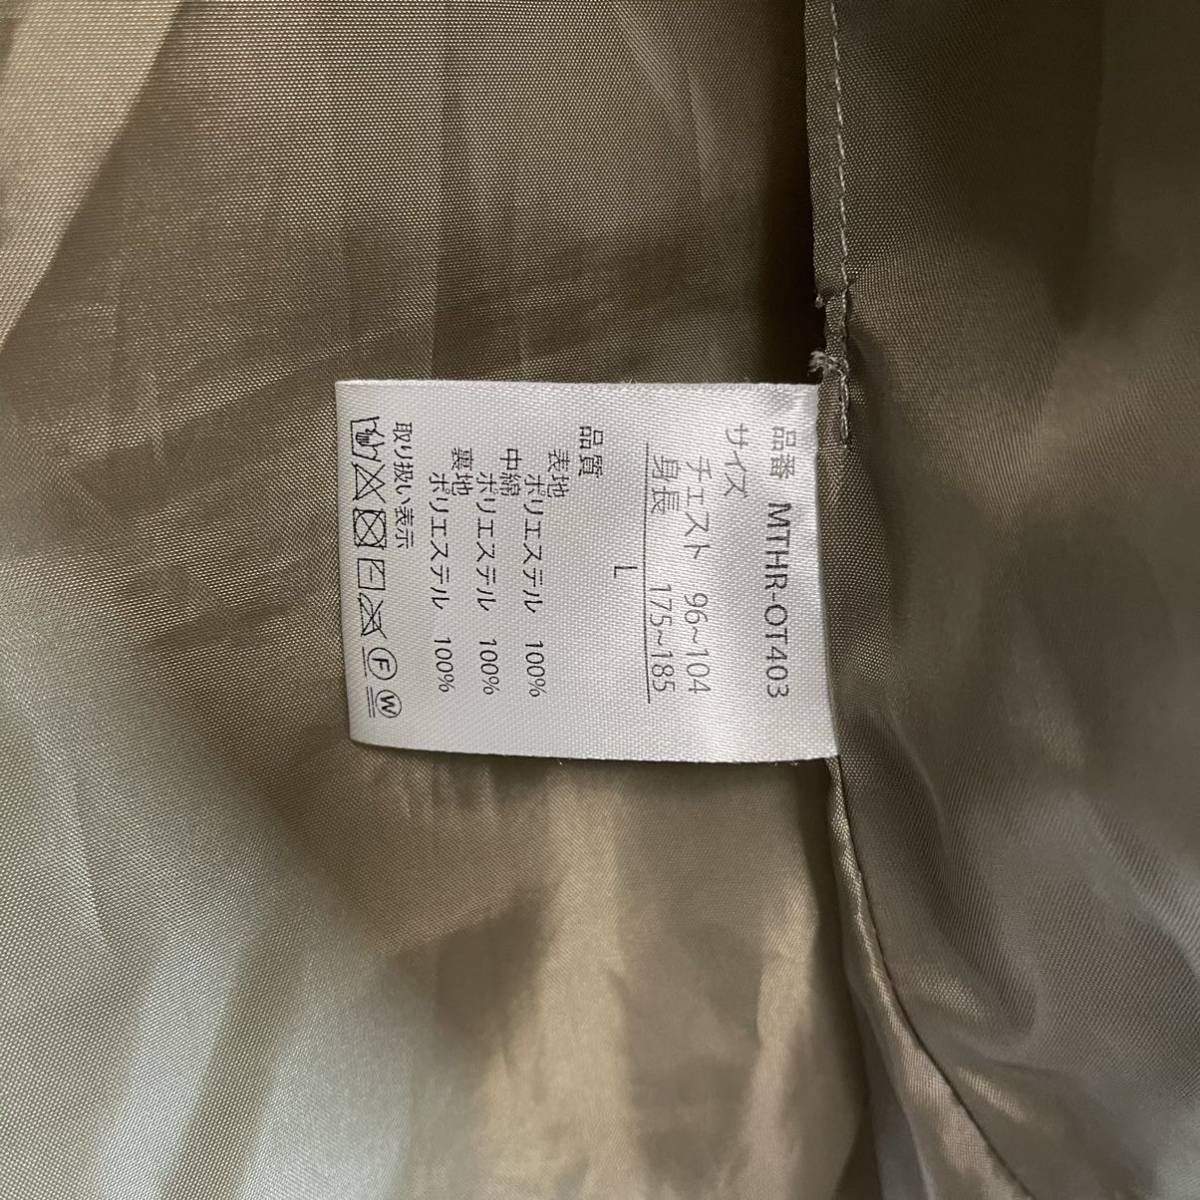 品番 MTHR-OT403
サイズ
チェスト 96~104
身長 175~185
L
品質
表地
ポリエステル 100%
中綿
ポリエステル 100%
裏地
ポリエステル 100%
取り扱い表示
F
W